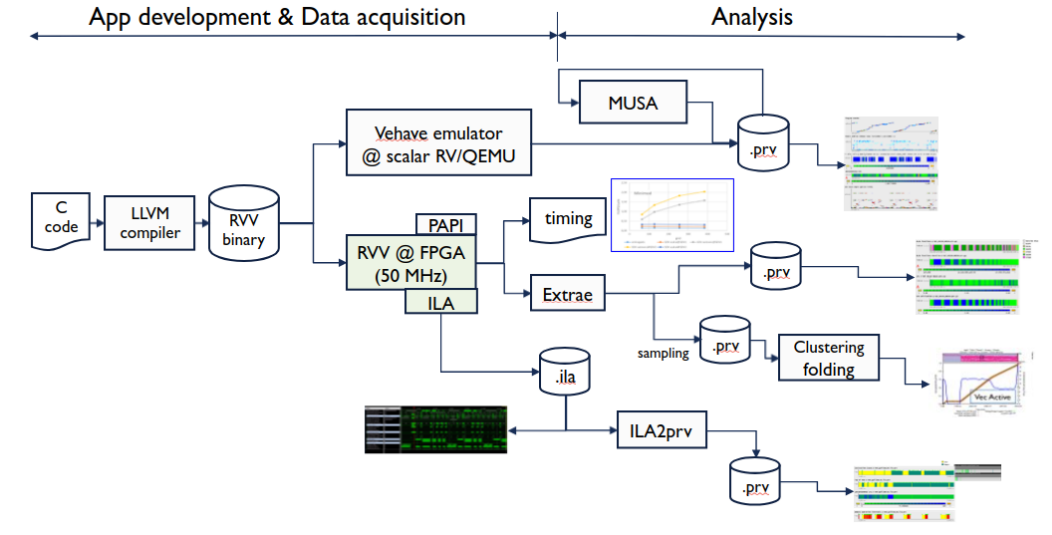 App development & Data acquisition
Analysis
MUSA
Vehave emulator
@ scalar RV/QEMU
.prv
C
code
LLVM
compiler
RVV
binary
PAPI
RVV @ FPGA
(50 MHz)
ILA
timing
Extrae
.prv
sampling
.prv
Clustering
folding
Vec Active
.ila
ILA2prv
.prv